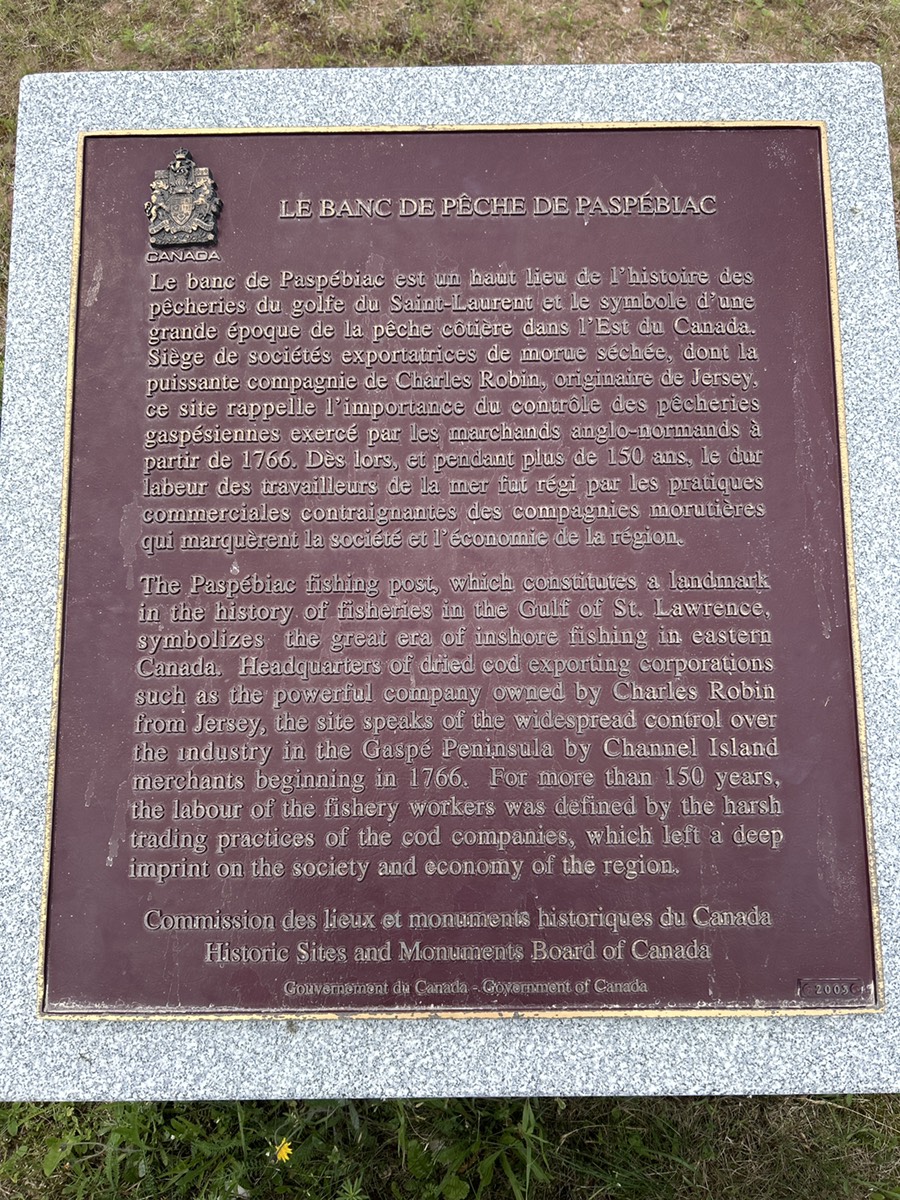 CANADA
LE BANC DE PÊCHE DE PASPÉBIAC
Le banc de Paspébiac est un haut lieu de l'histoire des
pêcheries du golfe du Saint-Laurent et le symbole d'une
grande époque de la pêche côtière dans l'Est du Canada.
Siège de sociétés exportatrices de morue séchée, dont la
puissante compagnie de Charles Robin, originaire de Jersey,
ce site rappelle l'importance du contrôle des pêcheries
gaspésiennes exercé par les marchands anglo-normands à
partir de 1766. Dès lors, et pendant plus de 150 ans, le dur
labeur des travailleurs de la mer fut régi par les pratiques
commerciales contraignantes des compagnies morutières
qui marquèrent la société et l'économie de la région.
The Paspébiac fishing post, which constitutes a landmark
in the history of fisheries in the Gulf of St. Lawrence,
symbolizes the great era of inshore fishing in eastern
Canada. Headquarters of dried cod exporting corporations
such as the powerful company owned by Charles Robin
from Jersey, the site speaks of the widespread control over
the industry in the Gaspé Peninsula by Channel Island
merchants beginning in 1766. For more than 150 years,
the labour of the fishery workers was defined by the harsh
trading practices of the cod companies, which left a deep
imprint on the society and economy of the region.
Commission des lieux et monuments historiques du Canada
Historic Sites and Monuments Board of Canada
Gouvernement du Canada - Government of Canada